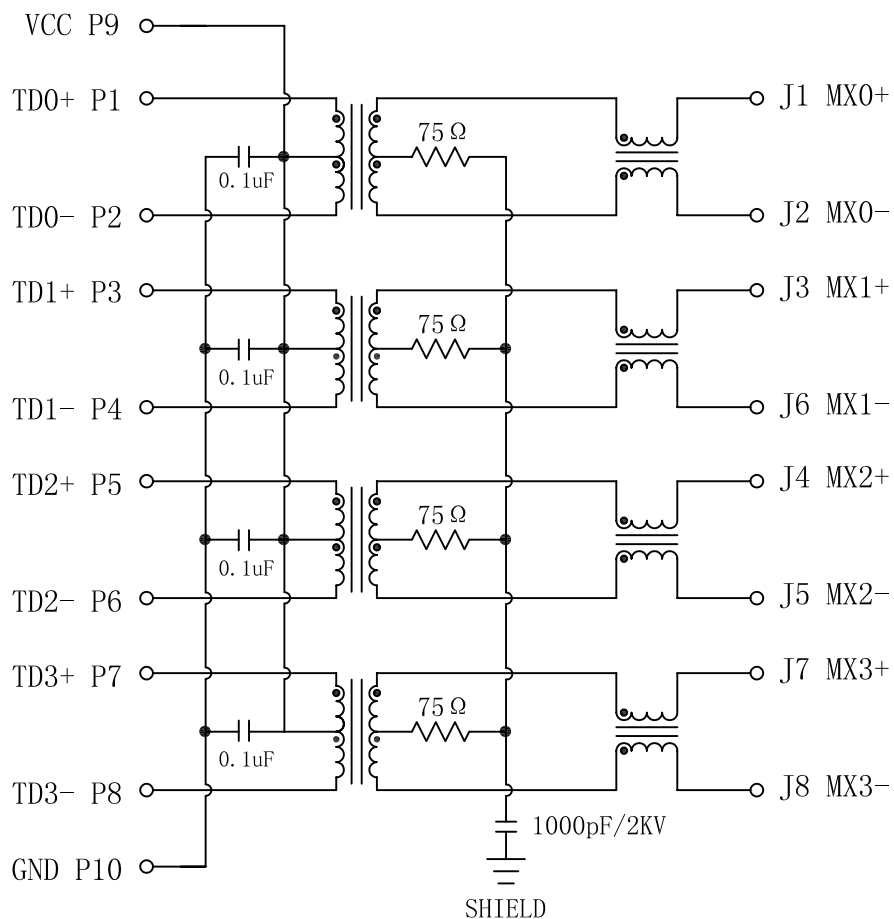 VCC P9
TD0+ P1
J1 MX0+
75Ω
0.1uF
TD0- P2
J2 MX0-
TD1+ P3
J3 MX1+
75Ω
0.1uF
TD1- P4
J6 MX1-
TD2+ P5
J4 MX2+
75Ω
0.1uF
TD2- P6
J5 MX2-
TD3+ P7
J7 MX3+
75Ω
0.1uF
TD3- P8
J8 MX3-
1000pF/2KV
GND P10
SHIELD